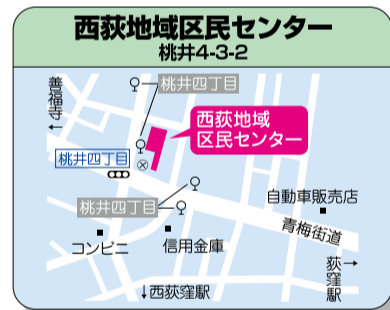 西荻地域区民センター
桃井4-3-2
善福寺
←
桃井四丁目
西荻地域
区民センター
桃井四丁目
桃井四丁目
自動車販売店
青梅街道
コンビニ
信用金庫
荻窪駅
→
↓西荻窪駅